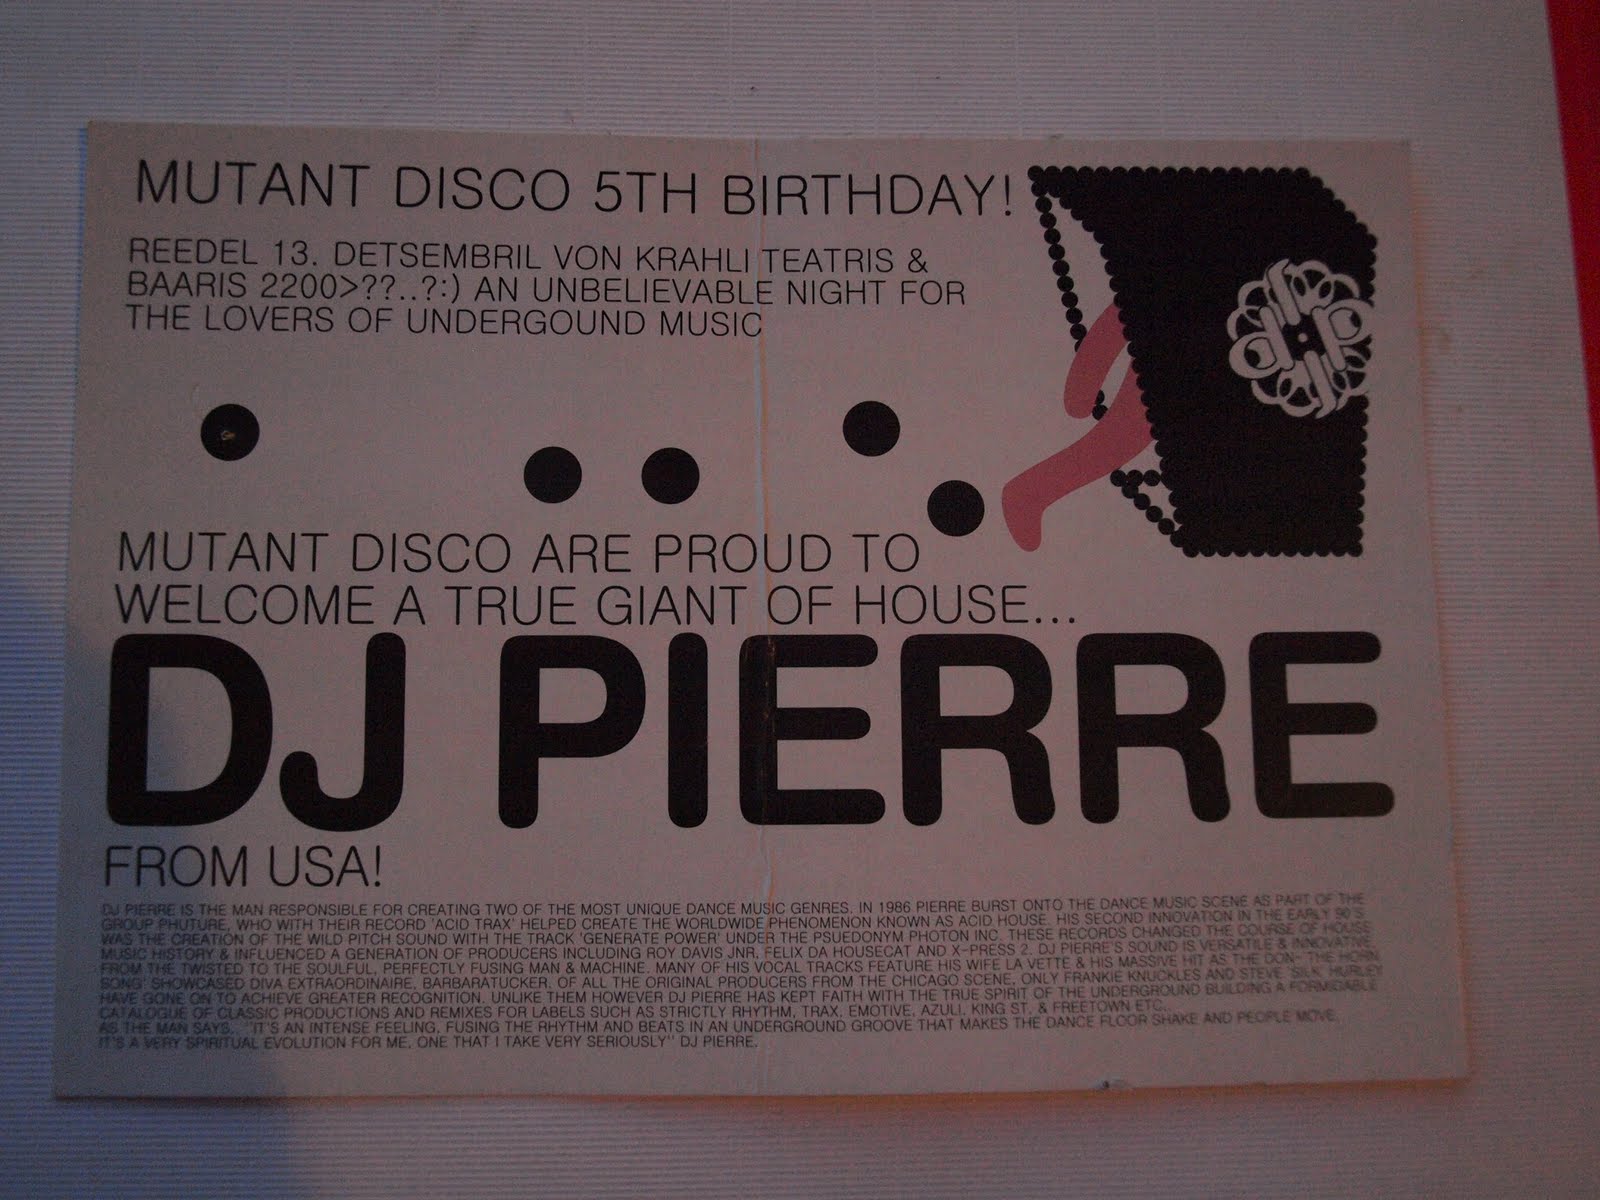 MUTANT DISCO 5TH BIRTHDAY!
REEDEL 13. DETSEMBRIL VON KRAHLI TEATRIS &
BAARIS 2200>??..?:) AN UNBELIEVABLE NIGHT FOR
THE LOVERS OF UNDERGOUND MUSIC
MUTANT DISCO ARE PROUD TO
WELCOME A TRUE GIANT OF HOUSE...
DJ PIERRE
FROM USA!
DJ PIERRE IS THE MAN RESPONSIBLE FOR CREATING TWO OF THE MOST UNIQUE DANCE MUSIC GENRES. IN 1986 PIERRE BURST ONTO THE DANCE MUSIC SCENE AS PART OF THE
GROUP PHUTURE, WHO WITH THEIR RECORD 'ACID TRAX' HELPED CREATE THE WORLDWIDE PHENOMENON KNOWN AS ACID HOUSE. HIS SECOND INNOVATION IN THE EARLY 90'S
WAS THE CREATION OF THE WILD PITCH SOUND WITH THE TRACK 'GENERATE POWER' UNDER THE PSUEDONYM PHOTON INC. THESE RECORDS CHANGED THE COURSE OF HOUSE
MUSIC HISTORY & INFLUENCED A GENERATION OF PRODUCERS INCLUDING ROY DAVIS JNR, FELIX DA HOUSECAT AND X-PRESS 2. DJ PIERRE'S SOUND IS VERSATILE & INNOVATIVE,
FROM THE TWISTED TO THE SOULFUL, PERFECTLY FUSING MAN & MACHINE. MANY OF HIS VOCAL TRACKS FEATURE HIS WIFE LA VETTE & HIS MASSIVE HIT AS THE DON- 'THE HORN
SONG' SHOWCASED DIVA EXTRAORDINAIRE, BARBARATUCKER. OF ALL THE ORIGINAL PRODUCERS FROM THE CHICAGO SCENE, ONLY FRANKIE KNUCKLES AND STEVE 'SILK' HURLEY
HAVE GONE ON TO ACHIEVE GREATER RECOGNITION. UNLIKE THEM HOWEVER DJ PIERRE HAS KEPT FAITH WITH THE TRUE SPIRIT OF THE UNDERGROUND BUILDING A FORMIDABLE
CATALOGUE OF CLASSIC PRODUCTIONS AND REMIXES FOR LABELS SUCH AS STRICTLY RHYTHM, TRAX, EMOTIVE, AZULI, KING ST. & FREETOWN ETC..
AS THE MAN SAYS.. "IT'S AN INTENSE FEELING, FUSING THE RHYTHM AND BEATS IN AN UNDERGROUND GROOVE THAT MAKES THE DANCE FLOOR SHAKE AND PEOPLE MOVE.
IT'S A VERY SPIRITUAL EVOLUTION FOR ME, ONE THAT I TAKE VERY SERIOUSLY" DJ PIERRE.